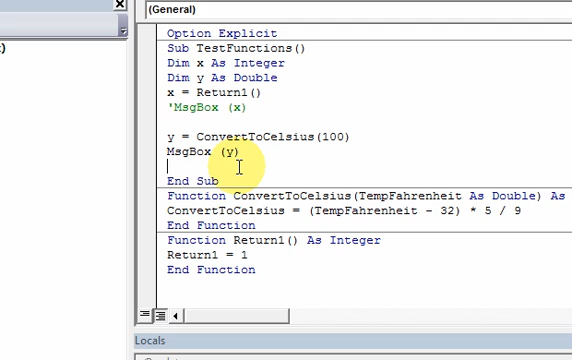 (General)
Option Explicit
Sub TestFunctions()
Dim x As Integer
Dim y As Double
x = Return1()
'MsgBox (x)
y = ConvertToCelsius(100)
MsgBox (y)
End Sub
Function ConvertToCelsius(TempFahrenheit As Double) As
ConvertToCelsius = (TempFahrenheit - 32) * 5 / 9
End Function
Function Return1() As Integer
Return1 = 1
End Function
Locals